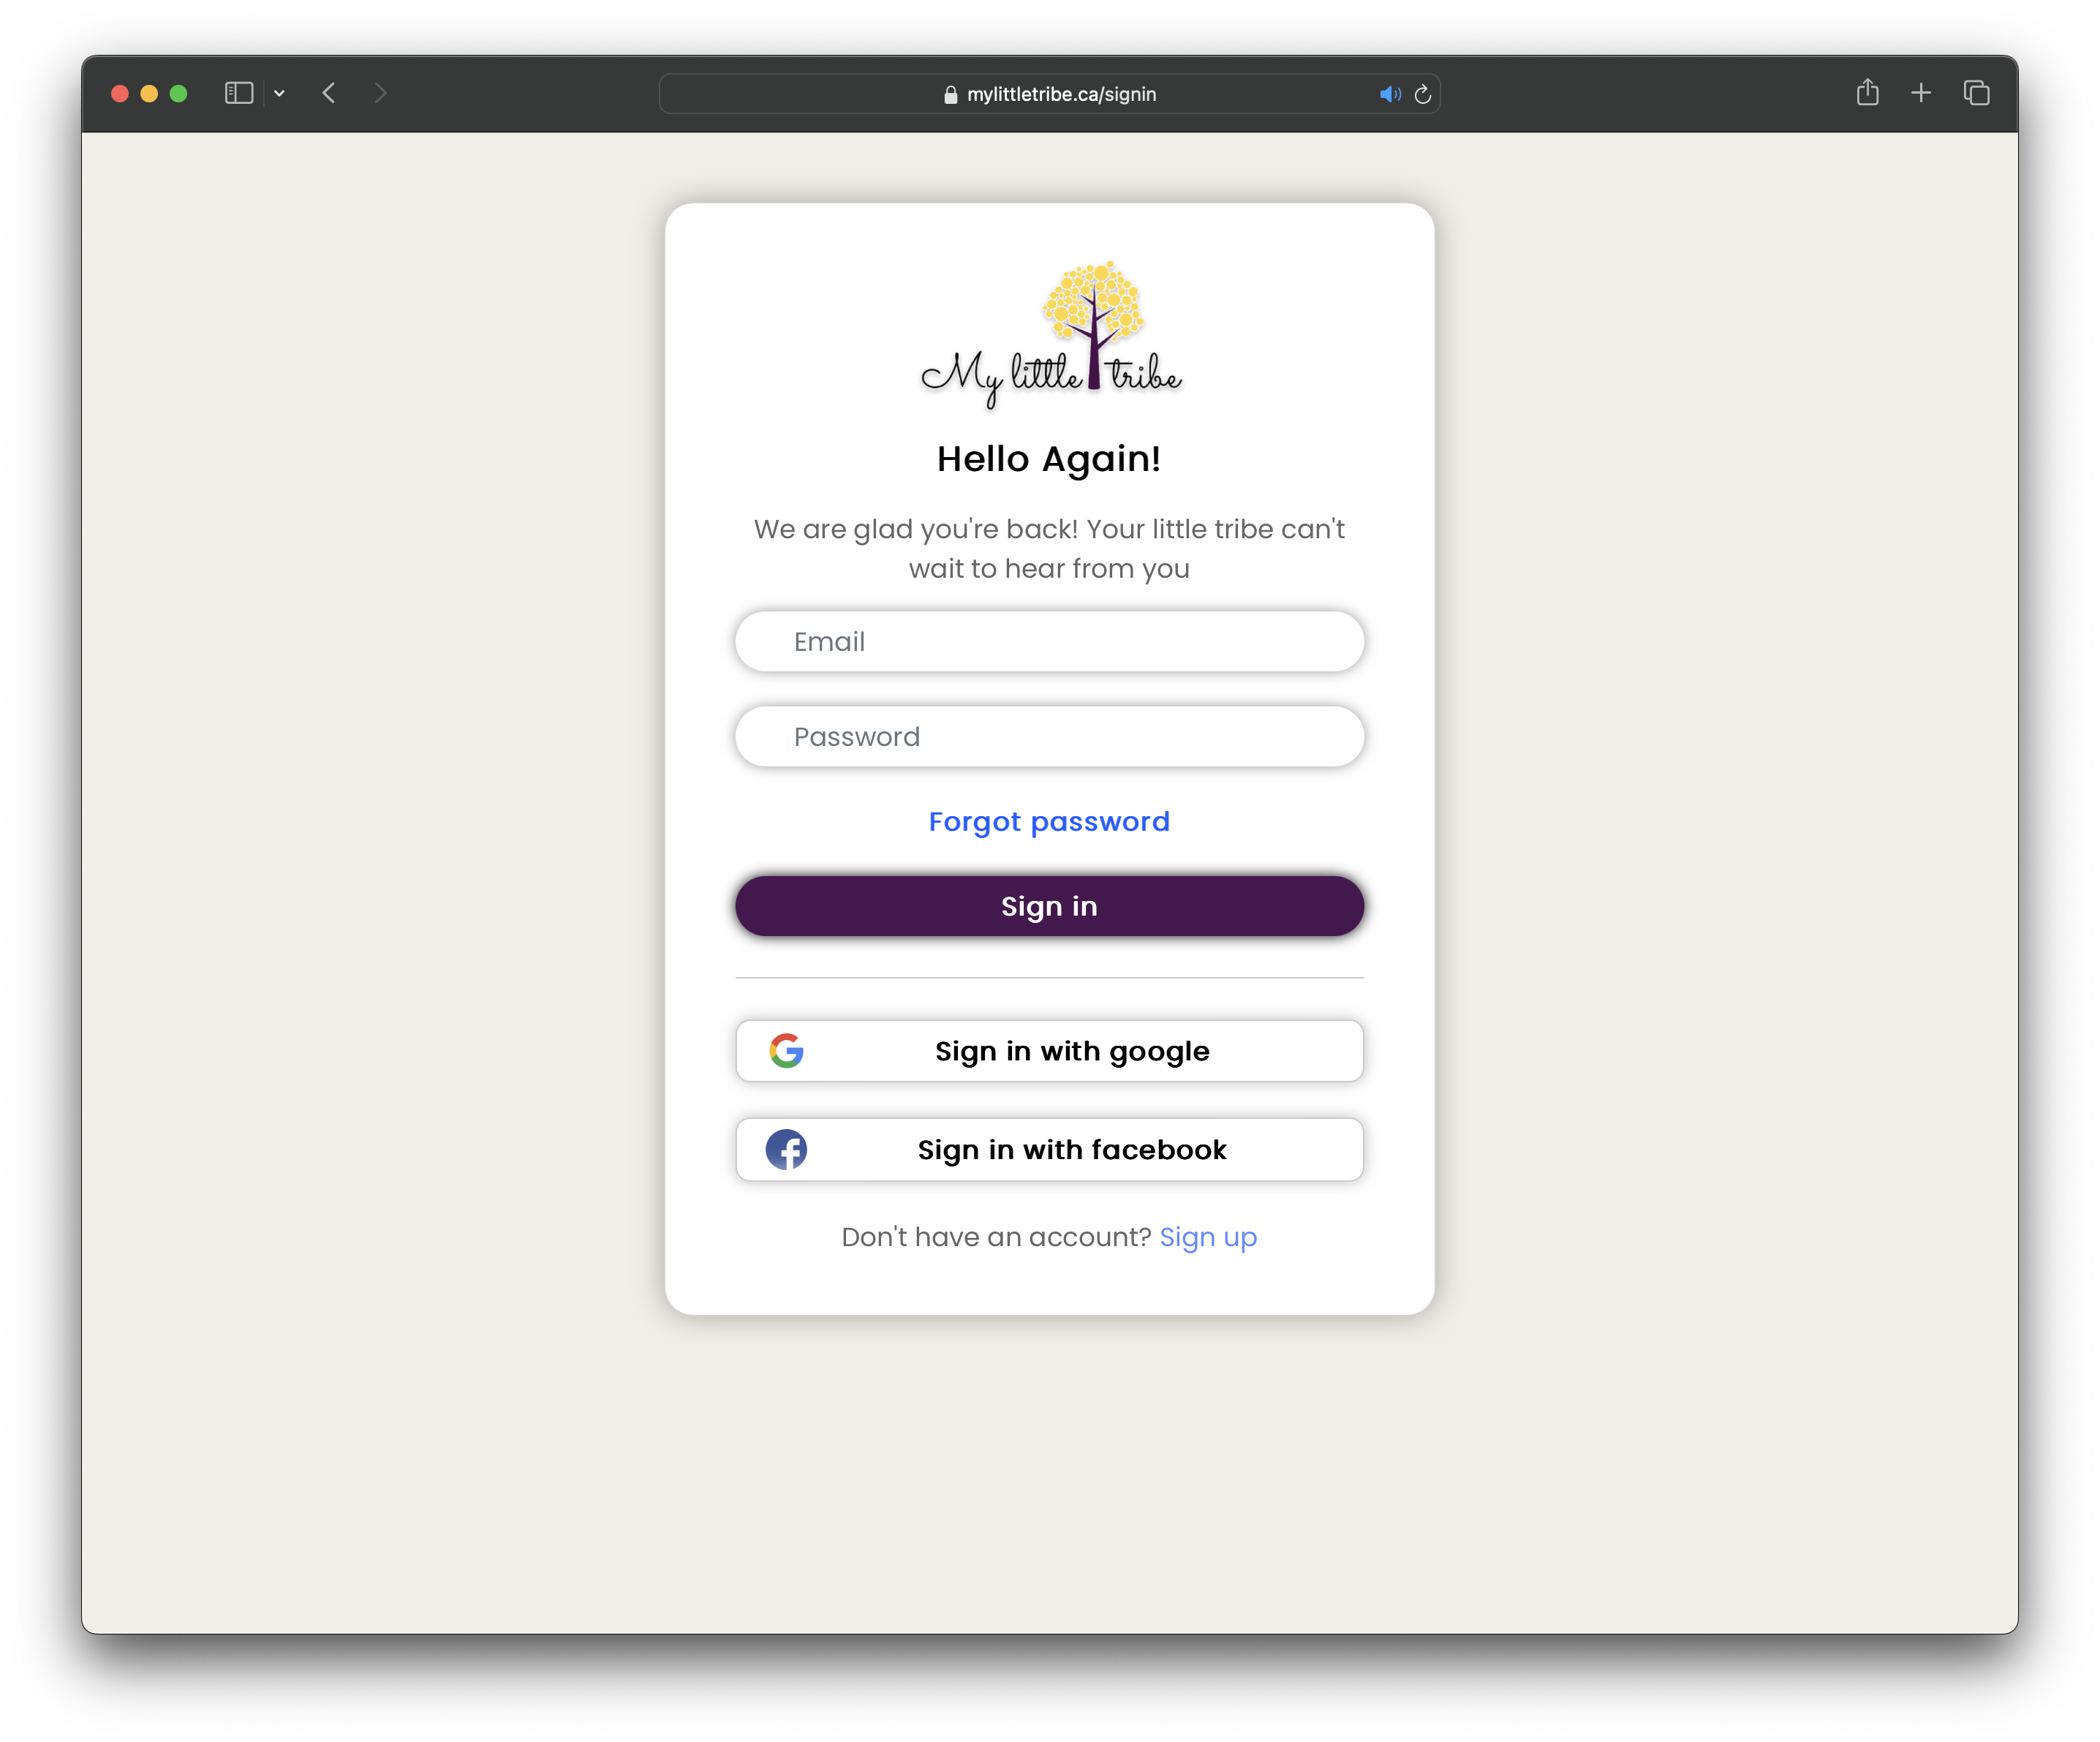 mylittletribe.ca/signin
My little tribe
Hello Again!
We are glad you're back! Your little tribe can't
wait to hear from you
Email
Password
Forgot password
Sign in
Sign in with google
Sign in with facebook
Don't have an account? Sign up